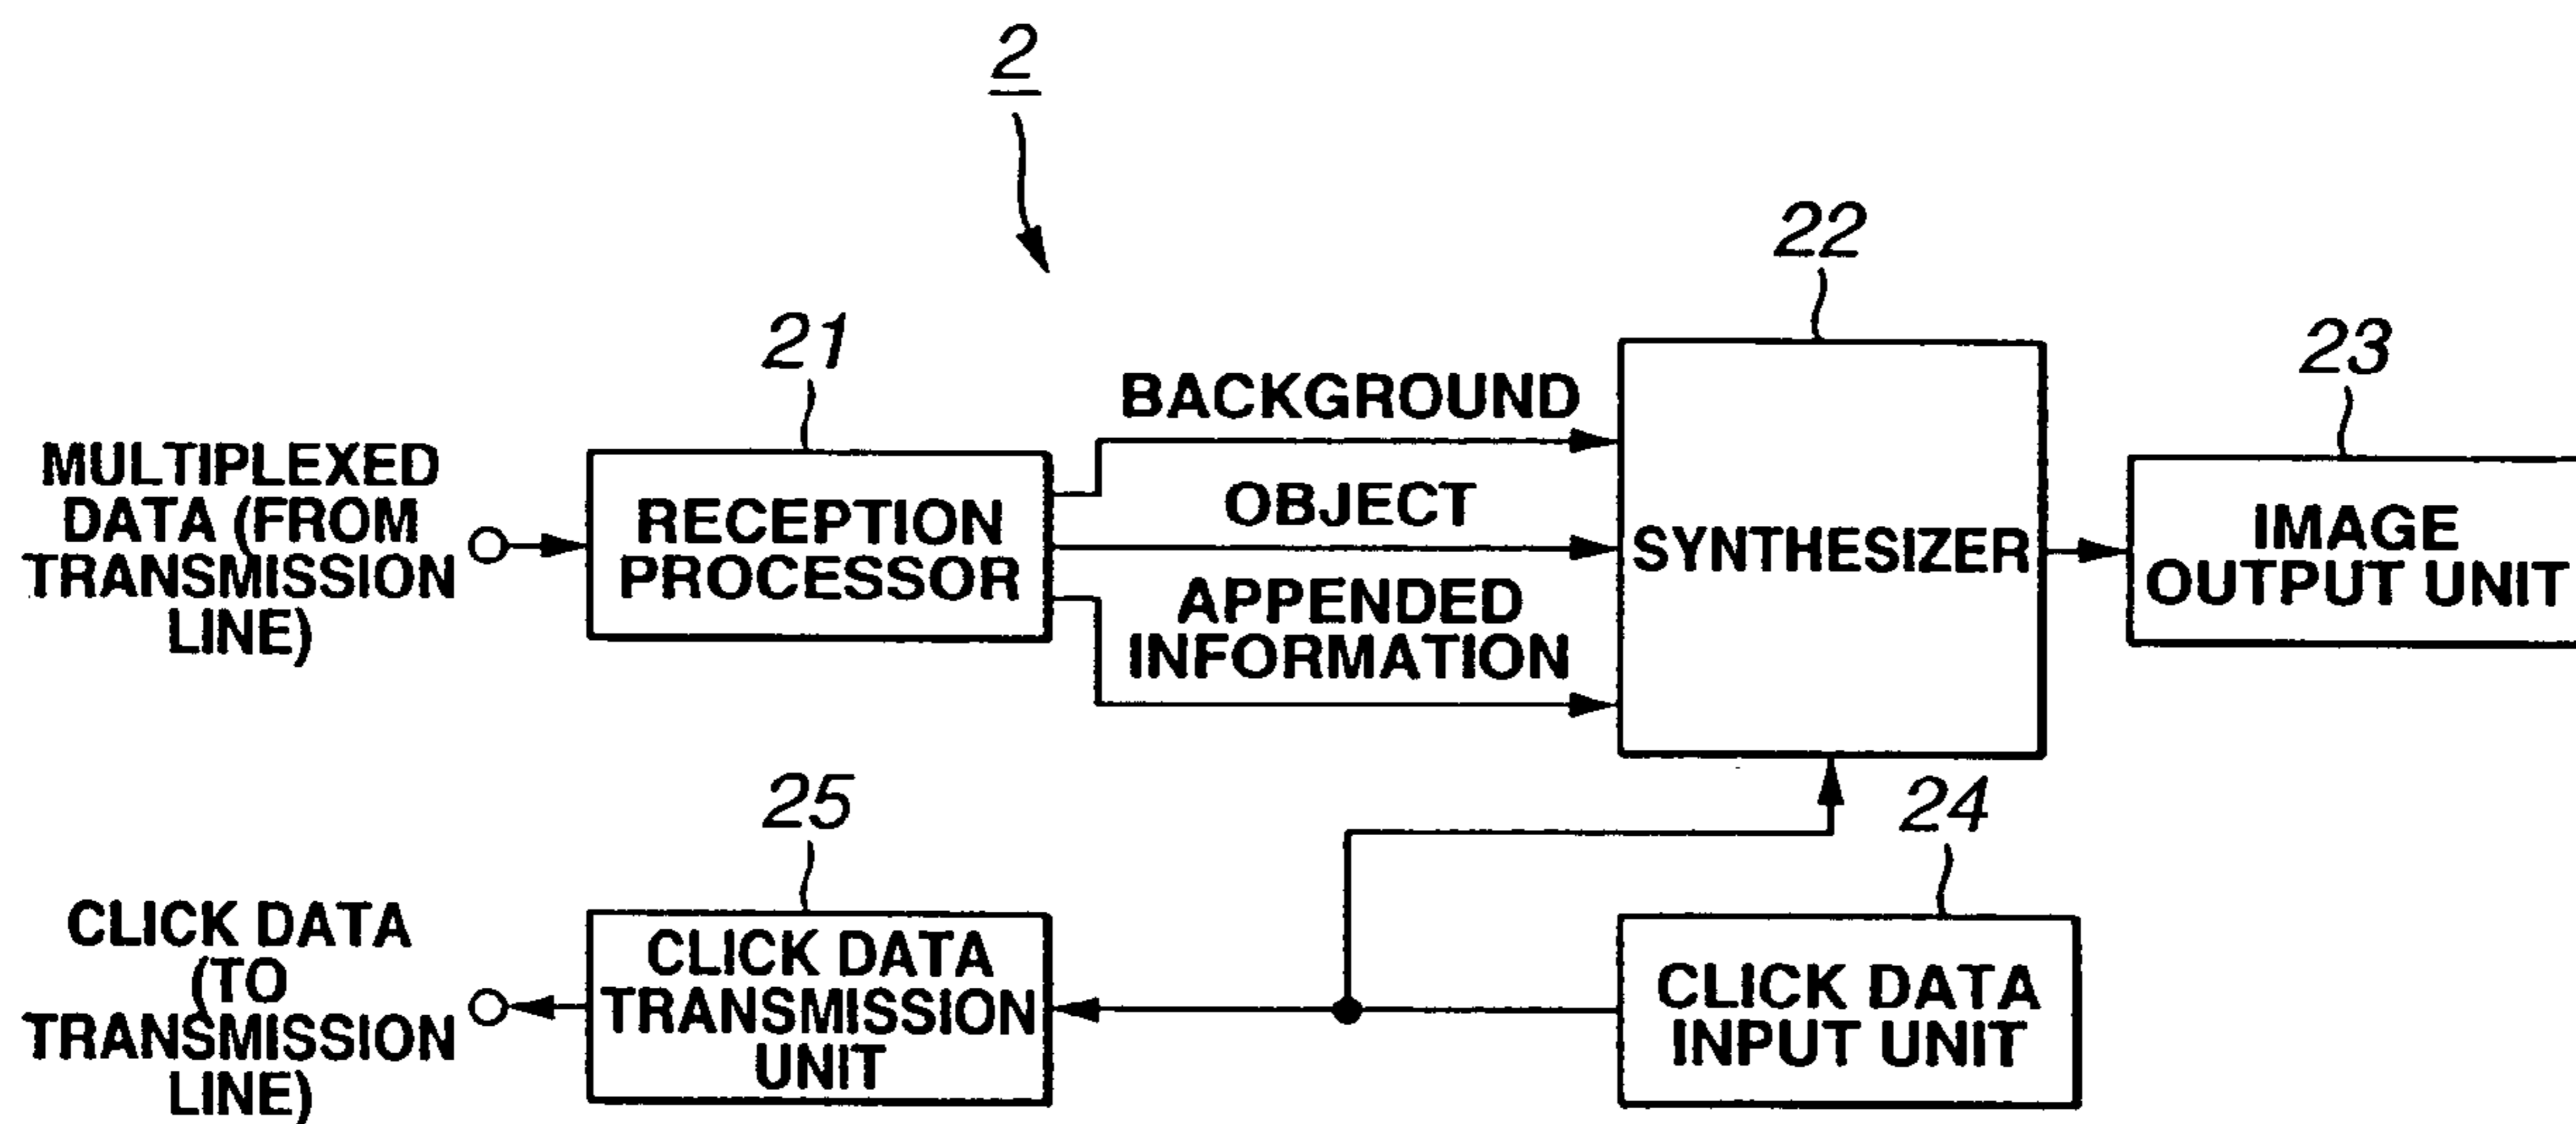 2
22
21
23
BACKGROUND
MULTIPLEXED
DATA (FROM
TRANSMISSION
LINE)
RECEPTION
PROCESSOR
OBJECT
APPENDED
INFORMATION
SYNTHESIZER
IMAGE
OUTPUT UNIT
25
24
CLICK DATA
(TO
TRANSMISSION
LINE)
CLICK DATA
TRANSMISSION
UNIT
CLICK DATA
INPUT UNIT